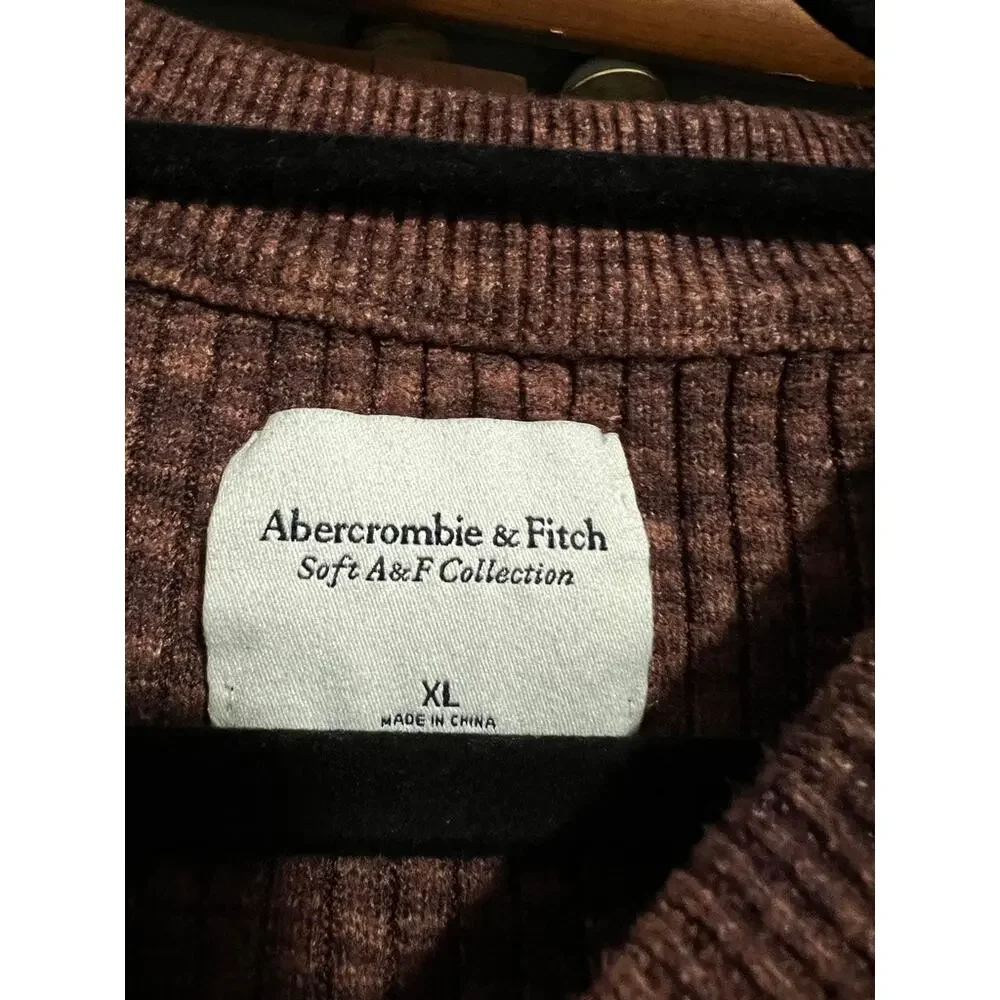 Abercrombie & Fitch
Soft A&F Collection
XL
MADE IN CHINA